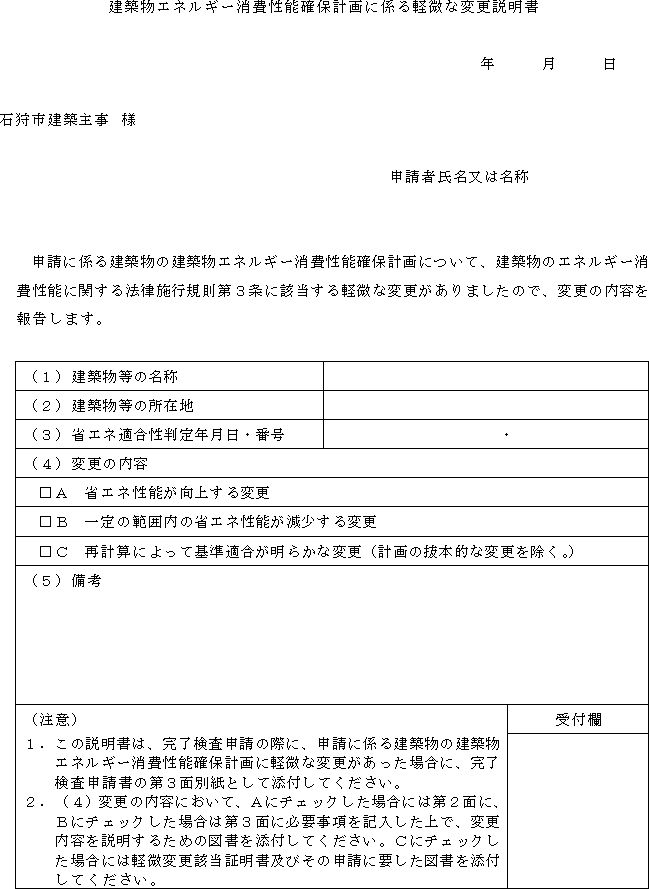 建築物エネルギー消費性能確保計画に係る軽微な変更説明書
年　　　月　　　日
石狩市建築主事　様
申請者氏名又は名称
申請に係る建築物の建築物エネルギー消費性能確保計画について、建築物のエネルギー消
費性能に関する法律施行規則第３条に該当する軽微な変更がありましたので、変更の内容を
報告します。
（１）建築物等の名称
（２）建築物等の所在地
（３）省エネ適合性判定年月日・番号　　・
（４）変更の内容
□Ａ　省エネ性能が向上する変更
□Ｂ　一定の範囲内の省エネ性能が減少する変更
□Ｃ　再計算によって基準適合が明らかな変更（計画の抜本的な変更を除く。）
（５）備考
（注意）
１．この説明書は、完了検査申請の際に、申請に係る建築物の建築物
エネルギー消費性能確保計画に軽微な変更があった場合に、完了
検査申請書の第３面別紙として添付してください。
２．（４）変更の内容において、Ａにチェックした場合には第２面に、
Ｂにチェックした場合は第３面に必要事項を記入した上で、変更
内容を説明するための図書を添付してください。Ｃにチェックし
た場合には軽微変更該当証明書及びその申請に要した図書を添付
してください。
受付欄